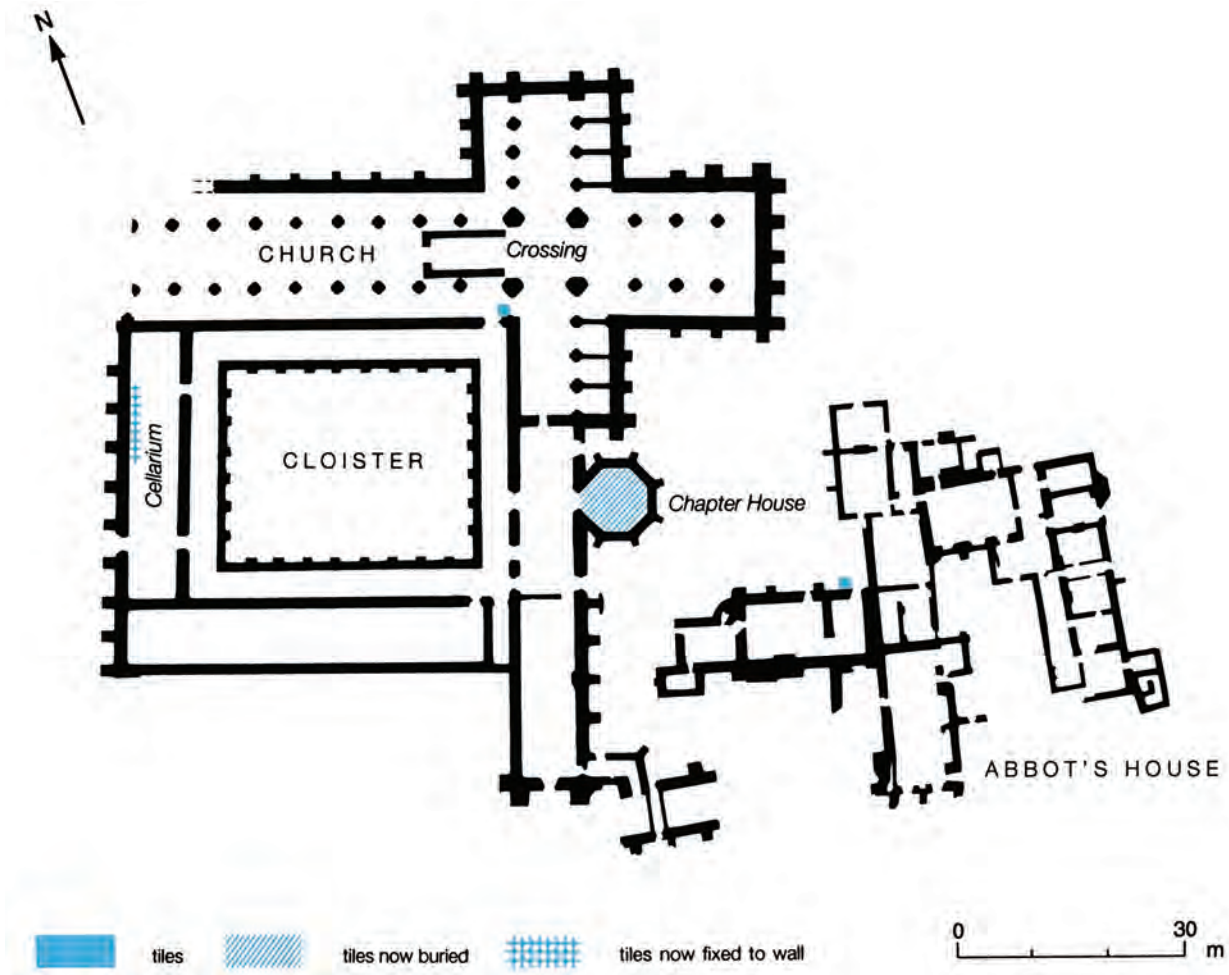 N
CHURCH
Crossing
Cellarium
CLOISTER
Chapter House
ABBOT'S HOUSE
tiles
tiles now buried
tiles now fixed to wall
0 30
m